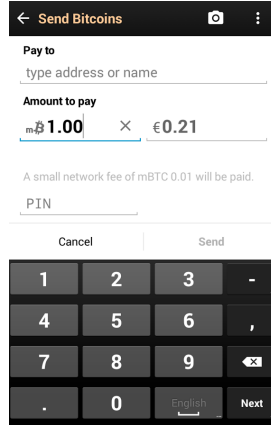 Send Bitcoins
Pay to
type address or name
Amount to pay
m฿ 1.00 × € 0.21
A small network fee of mBTC 0.01 will be paid.
PIN
Cancel Send
1 2 3 -
4 5 6 ,
7 8 9
. 0 English Next